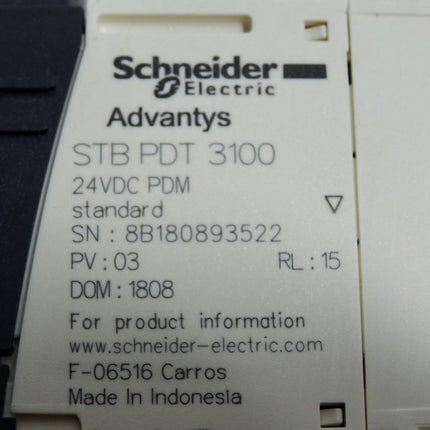 Schneider
Electric
Advantys
STB PDT 3100
24VDC PDM
standard
SN : 8B180893522
PV : 03 RL : 15
DOM : 1808
For product information
www.schneider-electric.com
F-06516 Carros
Made In Indonesia